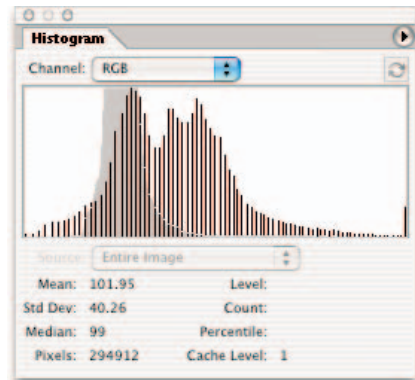 Histogram
Channel: RGB
Source: Entire Image
Mean: 101.95 Level:
Std Dev: 40.26 Count:
Median: 99 Percentile:
Pixels: 294912 Cache Level: 1